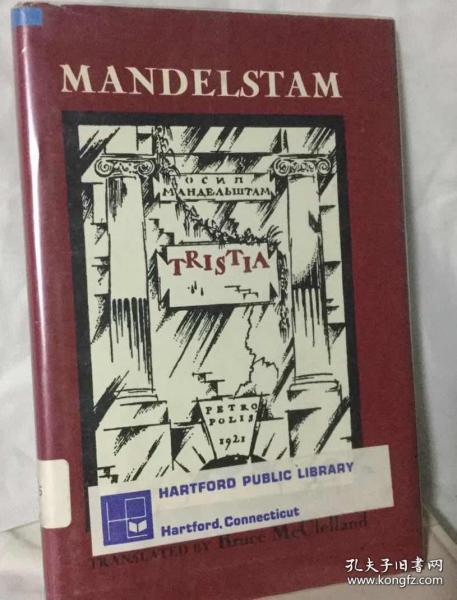 MANDELSTAM
ОСИП
МАНДЕЛЬШТАМ
TRISTIA
PETRO
POLIS
1921
HARTFORD PUBLIC LIBRARY
Hartford, Connecticut
TRANSLATED BY Bruce McClelland
孔夫子旧书网
www.kongfz.com